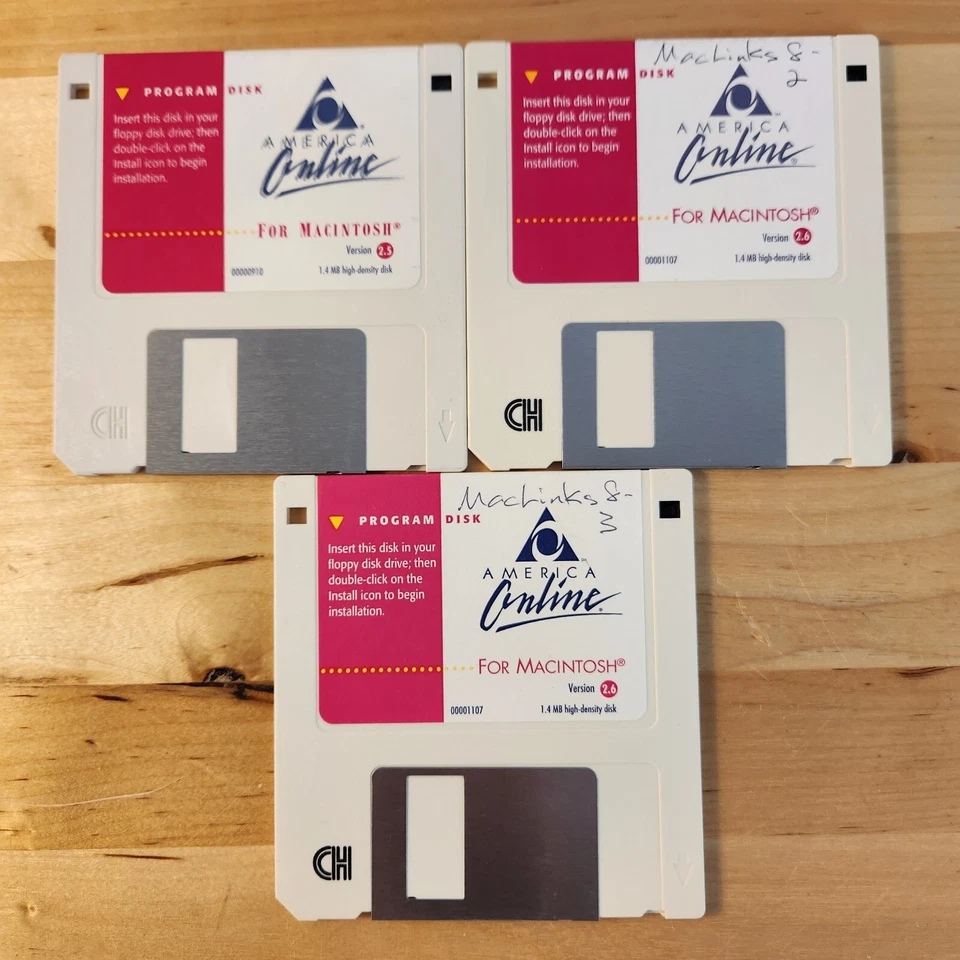 PROGRAM DISK
Insert this disk in your
floppy disk drive; then
double-click on the
Install icon to begin
installation.
AMERICA
Online
FOR MACINTOSH®
Version 2.5
00000910
1.4 MB high-density disk
CH
MacLinks 8-
2
PROGRAM DISK
Insert this disk in your
floppy disk drive; then
double-click on the
Install icon to begin
installation.
AMERICA
Online®
FOR MACINTOSH®
Version 2.6
00001107
1.4 MB high-density disk
CH
MacLinks 8-
3
PROGRAM DISK
Insert this disk in your
floppy disk drive; then
double-click on the
Install icon to begin
installation.
AMERICA
Online®
FOR MACINTOSH®
Version 2.6
00001107
1.4 MB high-density disk
CH